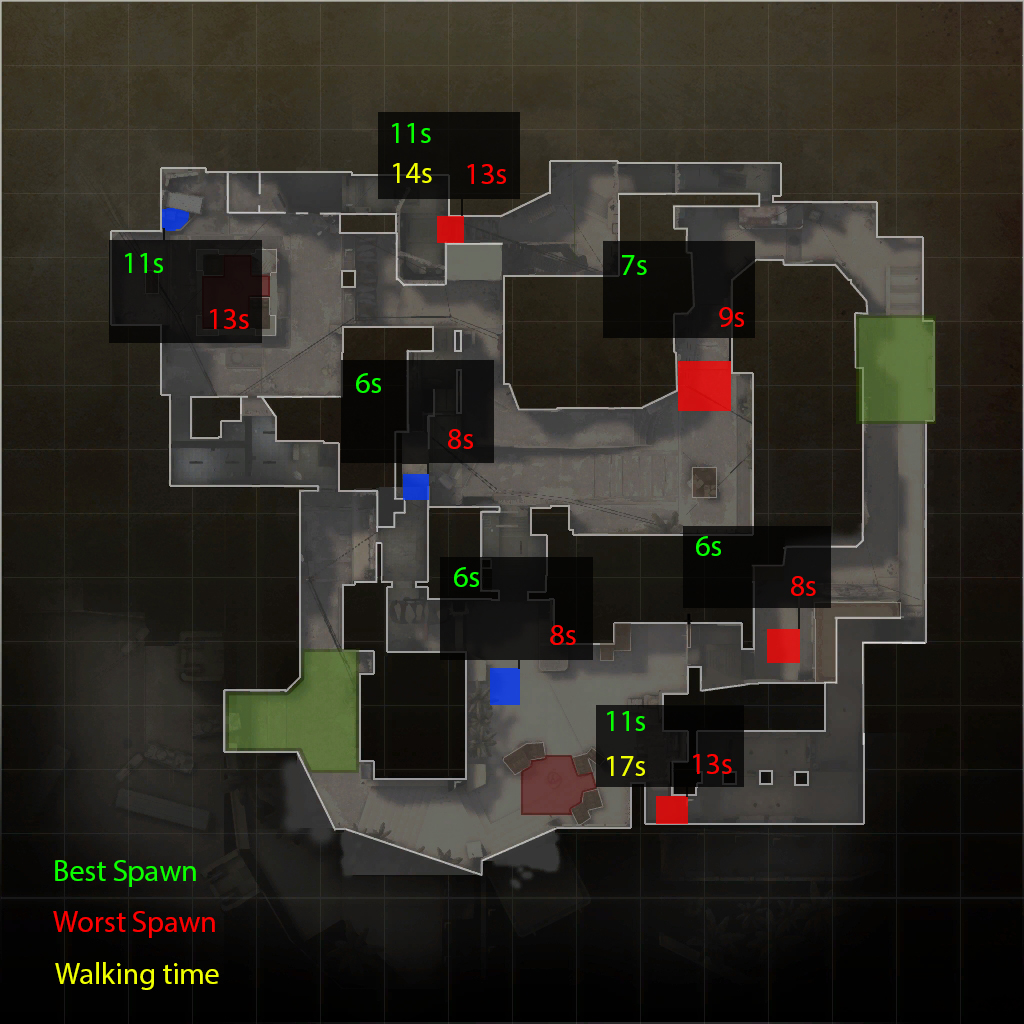 11s
14s 13s
11s
13s
7s
9s
6s
8s
6s
8s
6s
8s
11s
17s 13s
Best Spawn
Worst Spawn
Walking time